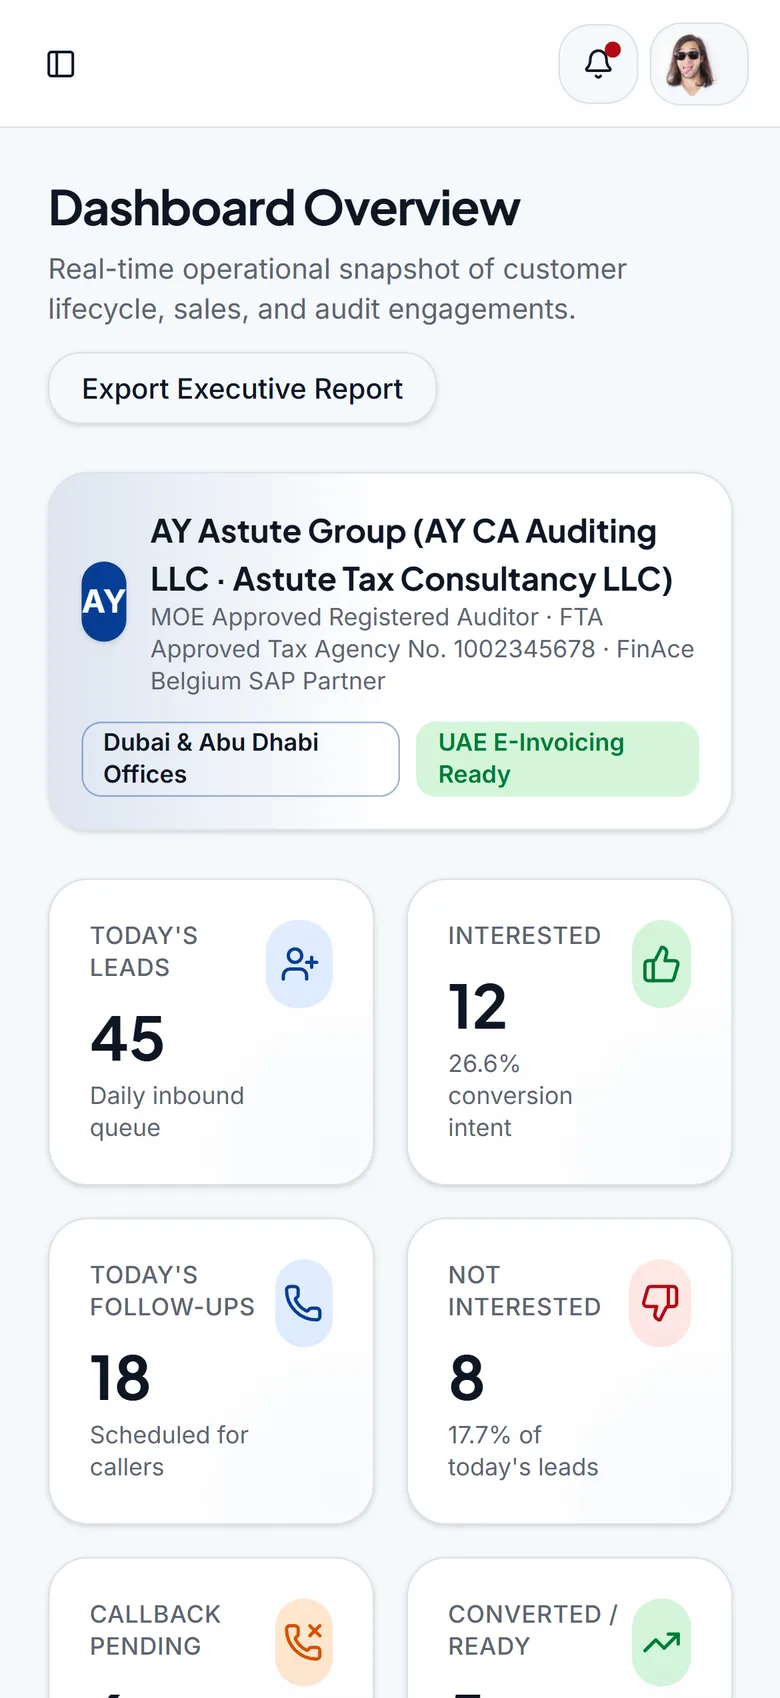 Dashboard Overview
Real-time operational snapshot of customer
lifecycle, sales, and audit engagements.
Export Executive Report
AY
AY Astute Group (AY CA Auditing
LLC · Astute Tax Consultancy LLC)
MOE Approved Registered Auditor · FTA
Approved Tax Agency No. 1002345678 · FinAce
Belgium SAP Partner
Dubai & Abu Dhabi
Offices
UAE E-Invoicing
Ready
TODAY'S
LEADS
45
Daily inbound
queue
INTERESTED
12
26.6%
conversion
intent
TODAY'S
FOLLOW-UPS
18
Scheduled for
callers
NOT
INTERESTED
8
17.7% of
today's leads
CALLBACK
PENDING
CONVERTED /
READY